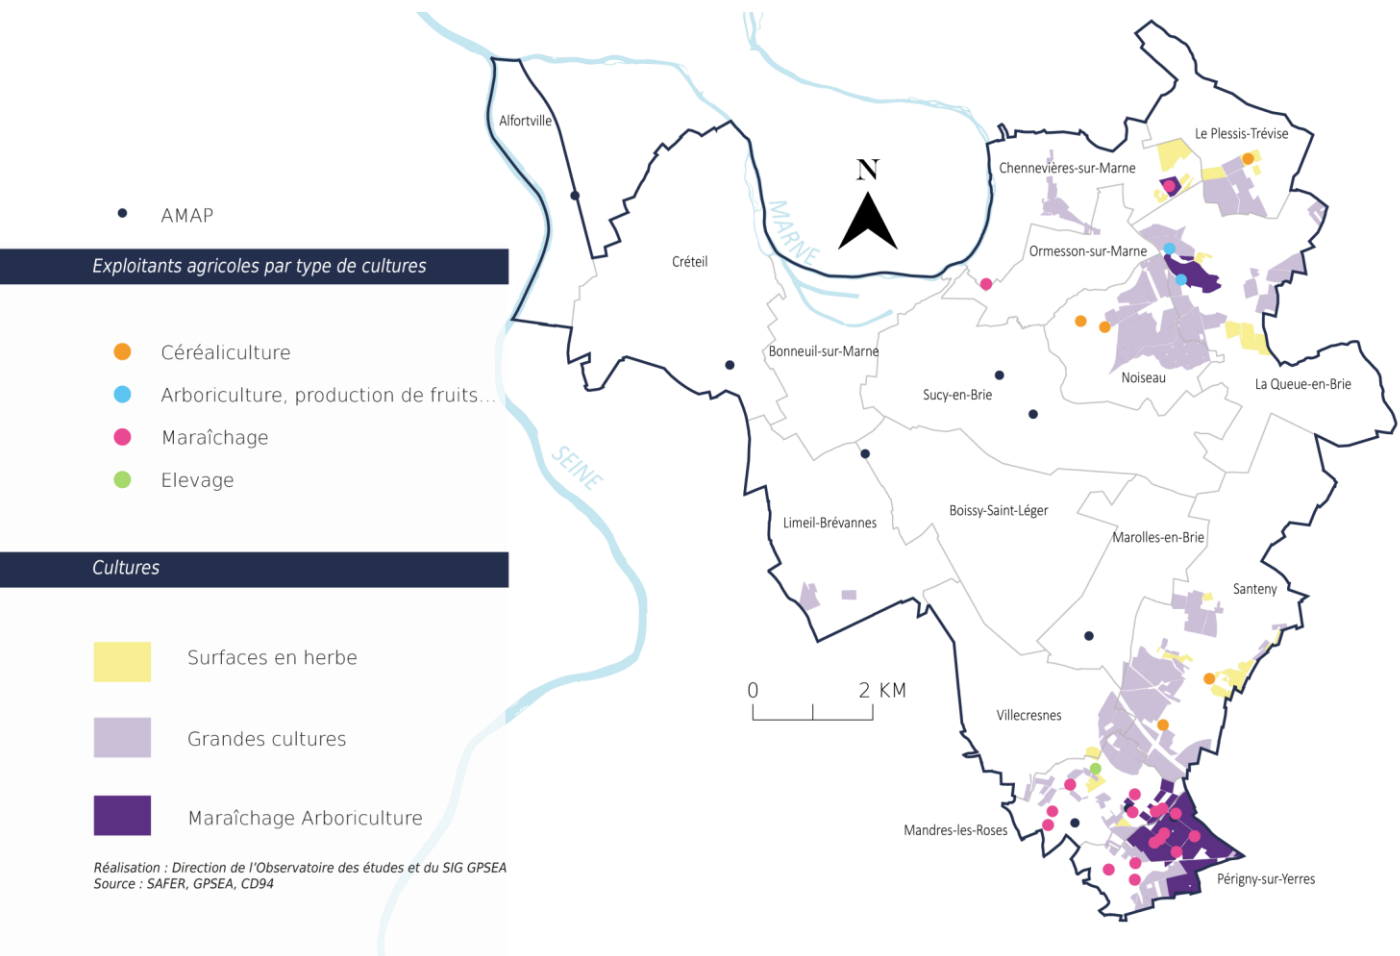 AMAP
Exploitants agricoles par type de cultures
Céréaliculture
Arboriculture, production de fruits...
Maraîchage
Elevage
Cultures
Surfaces en herbe
Grandes cultures
Maraîchage Arboriculture
Réalisation : Direction de l'Observatoire des études et du SIG GPSEA
Source : SAFER, GPSEA, CD94
Alfortville
Le Plessis-Trévise
Chennevières-sur-Marne
N
MARNE
Créteil
Ormesson-sur-Marne
Bonneuil-sur-Marne
Noiseau
La Queue-en-Brie
Sucy-en-Brie
SEINE
Limeil-Brévannes
Boissy-Saint-Léger
Marolles-en-Brie
Santeny
0 2 KM
Villecresnes
Mandres-les-Roses
Périgny-sur-Yerres